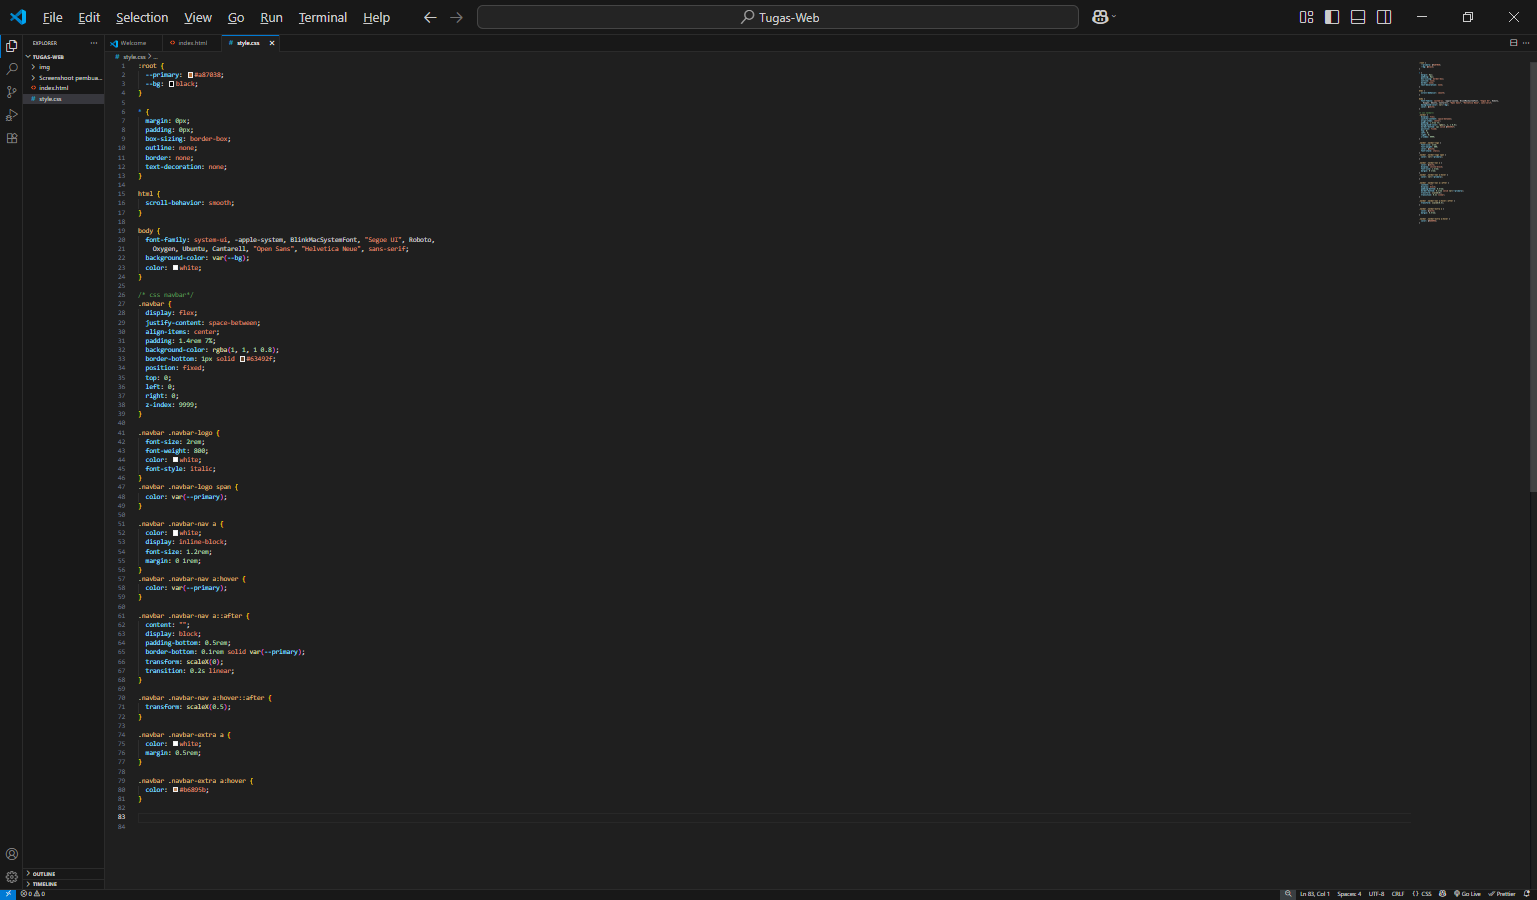 File Edit Selection View Go Run Terminal Help
Tugas-Web
EXPLORER
Welcome
index.html
style.css
TUGAS-WEB
img
Screenshoot pembua...
index.html
style.css
style.css > ...
1 :root {
2 --primary: #a87038;
3 --bg: black;
4 }
5
6 * {
7 margin: 0px;
8 padding: 0px;
9 box-sizing: border-box;
10 outline: none;
11 border: none;
12 text-decoration: none;
13 }
14
15 html {
16 scroll-behavior: smooth;
17 }
18
19 body {
20 font-family: system-ui, -apple-system, BlinkMacSystemFont, "Segoe UI", Roboto,
21 Oxygen, Ubuntu, Cantarell, "Open Sans", "Helvetica Neue", sans-serif;
22 background-color: var(--bg);
23 color: white;
24 }
25
26 /* css navbar*/
27 .navbar {
28 display: flex;
29 justify-content: space-between;
30 align-items: center;
31 padding: 1.4rem 7%;
32 background-color: rgba(1, 1, 1 0.8);
33 border-bottom: 1px solid #63492f;
34 position: fixed;
35 top: 0;
36 left: 0;
37 right: 0;
38 z-index: 9999;
39 }
40
41 .navbar .navbar-logo {
42 font-size: 2rem;
43 font-weight: 800;
44 color: white;
45 font-style: italic;
46 }
47 .navbar .navbar-logo span {
48 color: var(--primary);
49 }
50
51 .navbar .navbar-nav a {
52 color: white;
53 display: inline-block;
54 font-size: 1.2rem;
55 margin: 0 1rem;
56 }
57 .navbar .navbar-nav a:hover {
58 color: var(--primary);
59 }
60
61 .navbar .navbar-nav a::after {
62 content: "";
63 display: block;
64 padding-bottom: 0.5rem;
65 border-bottom: 0.1rem solid var(--primary);
66 transform: scaleX(0);
67 transition: 0.2s linear;
68 }
69
70 .navbar .navbar-nav a:hover::after {
71 transform: scaleX(0.5);
72 }
73
74 .navbar .navbar-extra a {
75 color: white;
76 margin: 0.5rem;
77 }
78
79 .navbar .navbar-extra a:hover {
80 color: #b6895b;
81 }
82
83
84
OUTLINE
TIMELINE
0 0
Ln 83, Col 1 Spaces: 4 UTF-8 CRLF {} CSS Go Live Prettier